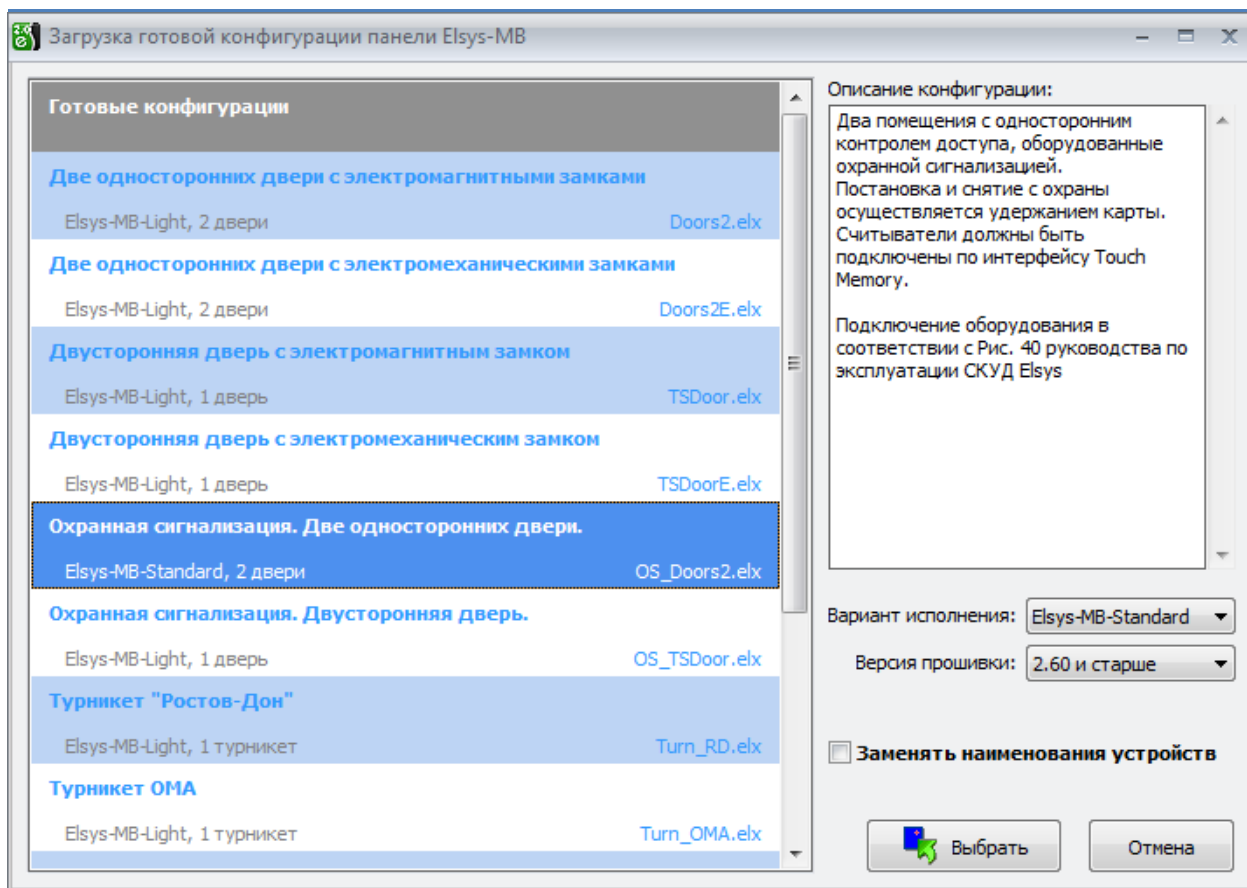 Загрузка готовой конфигурации панели Elsys-MB
Готовые конфигурации
Две односторонних двери с электромагнитными замками
Elsys-MB-Light, 2 двери Doors2.elx
Две односторонних двери с электромеханическими замками
Elsys-MB-Light, 2 двери Doors2E.elx
Двусторонняя дверь с электромагнитным замком
Elsys-MB-Light, 1 дверь TSDoor.elx
Двусторонняя дверь с электромеханическим замком
Elsys-MB-Light, 1 дверь TSDoorE.elx
Охранная сигнализация. Две односторонних двери.
Elsys-MB-Standard, 2 двери OS_Doors2.elx
Охранная сигнализация. Двусторонняя дверь.
Elsys-MB-Light, 1 дверь OS_TSDoor.elx
Турникет "Ростов-Дон"
Elsys-MB-Light, 1 турникет Turn_RD.elx
Турникет ОМА
Elsys-MB-Light, 1 турникет Turn_OMA.elx
Описание конфигурации:
Два помещения с односторонним
контролем доступа, оборудованные
охранной сигнализацией.
Постановка и снятие с охраны
осуществляется удержанием карты.
Считыватели должны быть
подключены по интерфейсу Touch
Memory.
Подключение оборудования в
соответствии с Рис. 40 руководства по
эксплуатации СКУД Elsys
Вариант исполнения: Elsys-MB-Standard
Версия прошивки: 2.60 и старше
Заменять наименования устройств
Выбрать Отмена